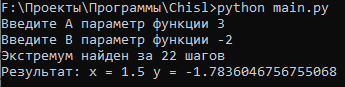 F:\Проекты\Программы\Chisl>python main.py
Введите A параметр функции 3
Введите B параметр функции -2
Экстремум найден за 22 шагов
Результат: x = 1.5 y = -1.7836046756755068